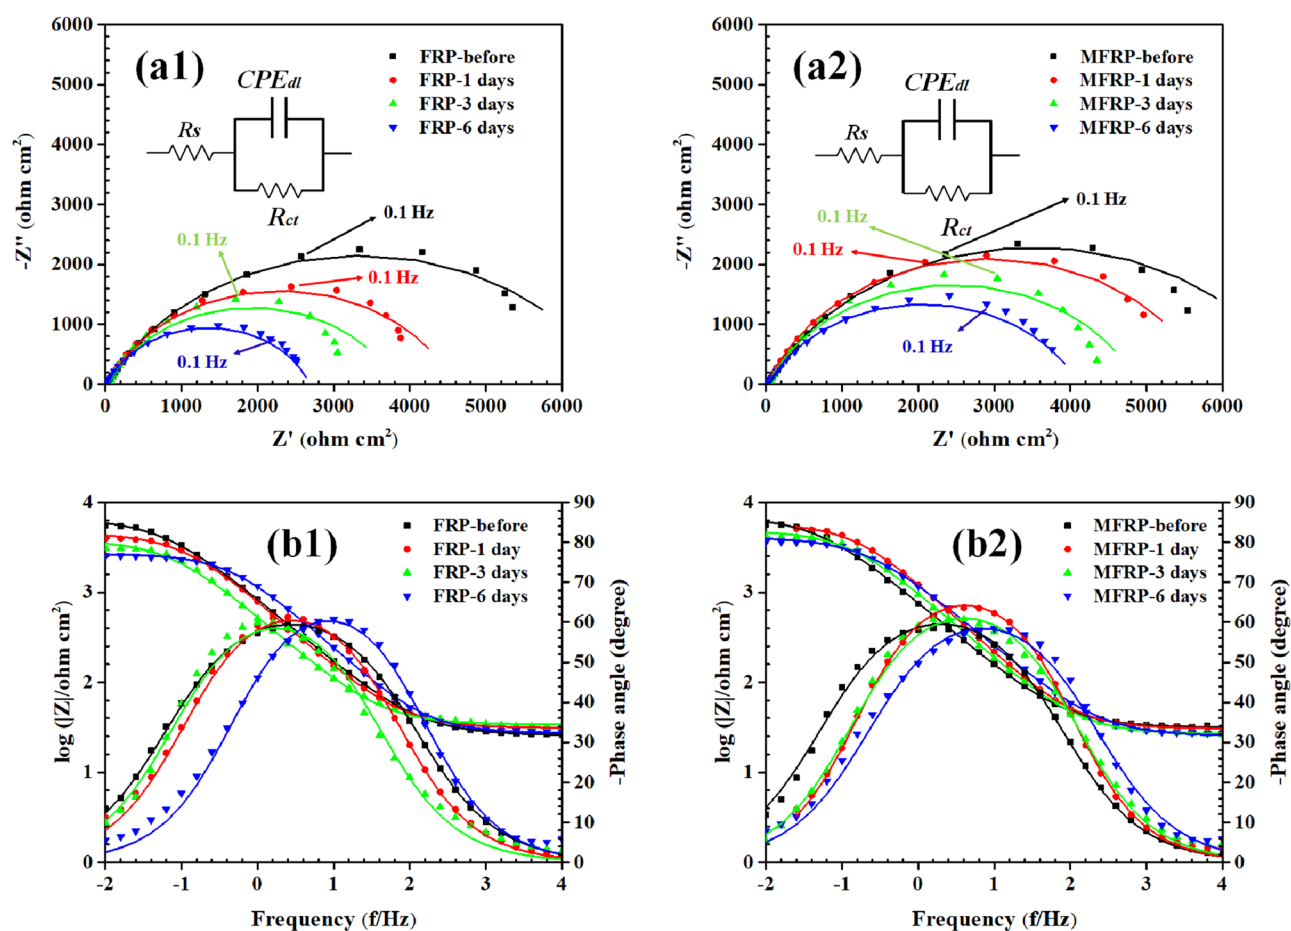 (a1)
FRP-before
FRP-1 days
FRP-3 days
FRP-6 days
CPEdl
Rs
Rct
0.1 Hz
0.1 Hz
0.1 Hz
0.1 Hz
6000
5000
4000
3000
2000
1000
0
-Z'' (ohm cm2)
0 1000 2000 3000 4000 5000 6000
Z' (ohm cm2)
(a2)
MFRP-before
MFRP-1 days
MFRP-3 days
MFRP-6 days
CPEdl
Rs
Rct
0.1 Hz
0.1 Hz
0.1 Hz
0.1 Hz
6000
5000
4000
3000
2000
1000
0
-Z'' (ohm cm2)
0 1000 2000 3000 4000 5000 6000
Z' (ohm cm2)
(b1)
FRP-before
FRP-1 day
FRP-3 days
FRP-6 days
4
3
2
1
0
log (|Z|/ohm cm2)
90
80
70
60
50
40
30
20
10
0
-Phase angle (degree)
-2 -1 0 1 2 3 4
Frequency (f/Hz)
(b2)
MFRP-before
MFRP-1 day
MFRP-3 days
MFRP-6 days
4
3
2
1
0
log (|Z|/ohm cm2)
90
80
70
60
50
40
30
20
10
0
-Phase angle (degree)
-2 -1 0 1 2 3 4
Frequency (f/Hz)